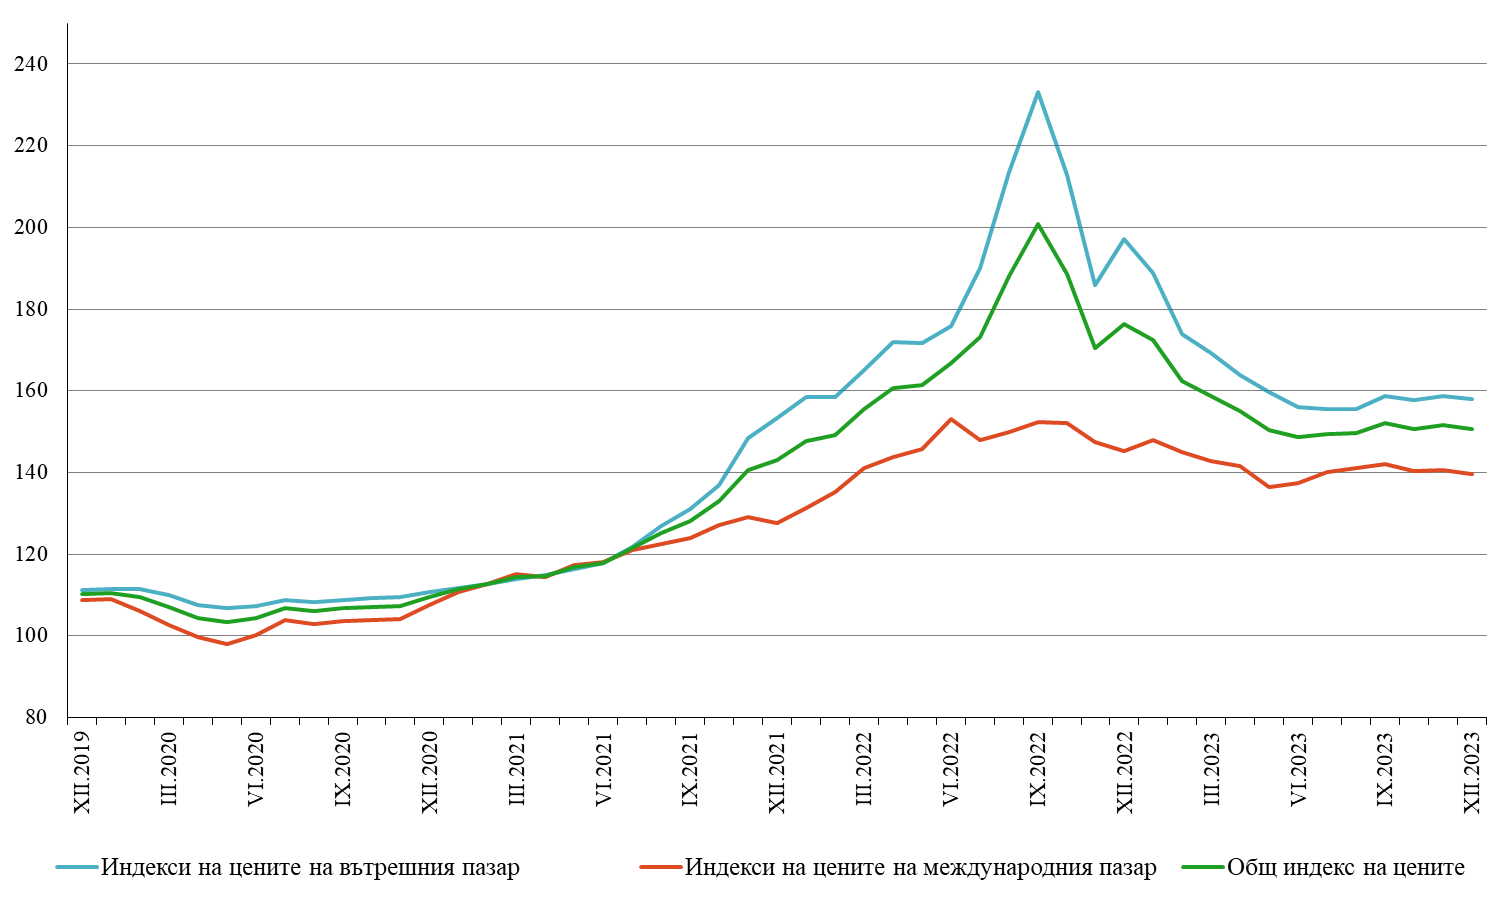 240
220
200
180
160
140
120
100
80
XII.2019
III.2020
VI.2020
IX.2020
XII.2020
III.2021
VI.2021
IX.2021
XII.2021
III.2022
VI.2022
IX.2022
XII.2022
III.2023
VI.2023
IX.2023
XII.2023
Индекси на цените на вътрешния пазар
Индекси на цените на международния пазар
Общ индекс на цените